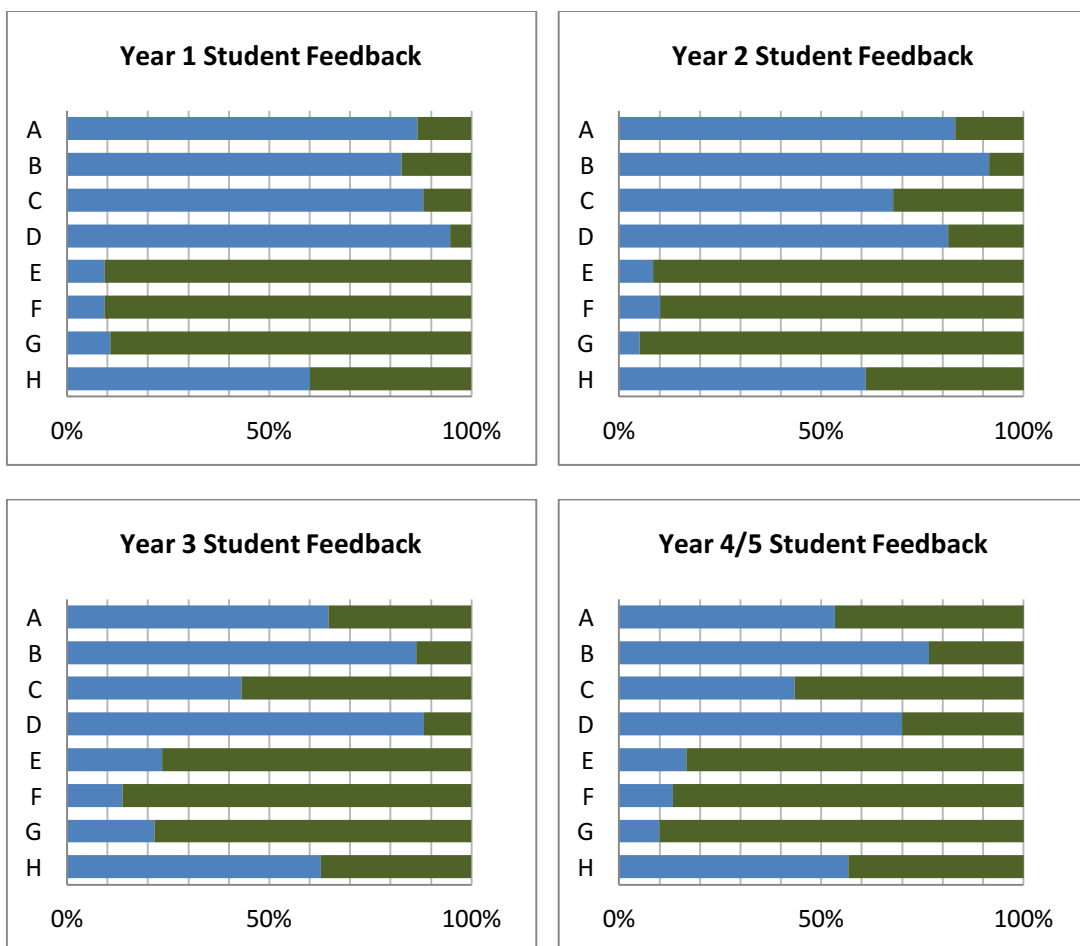 Year 1 Student Feedback
A
B
C
D
E
F
G
H
0% 50% 100%
Year 2 Student Feedback
A
B
C
D
E
F
G
H
0% 50% 100%
Year 3 Student Feedback
A
B
C
D
E
F
G
H
0% 50% 100%
Year 4/5 Student Feedback
A
B
C
D
E
F
G
H
0% 50% 100%